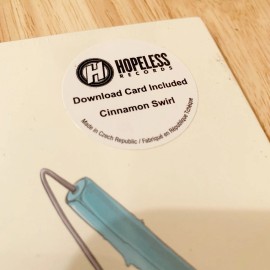 H HOPELESS
RECORDS
Download Card Included
Cinnamon Swirl
Made in Czech Republic / Fabriqué en République Tchèque